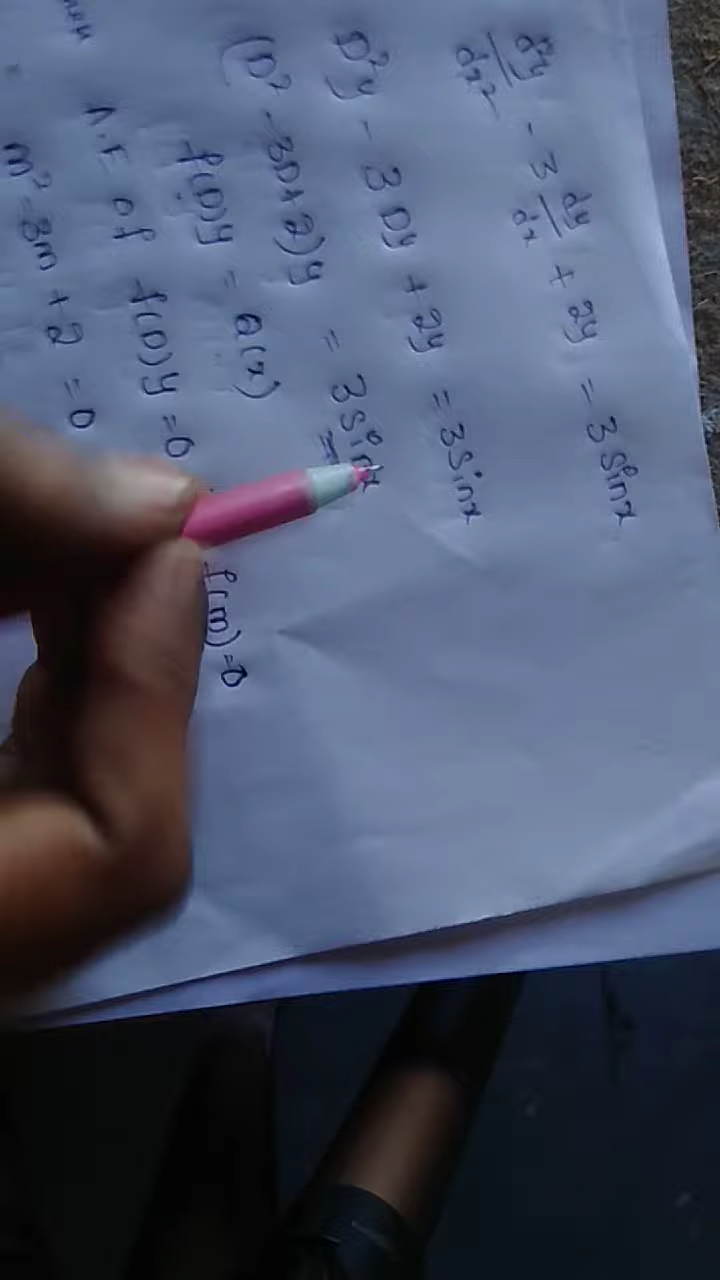 d²y/dx² - 3 dy/dx + 2y = 3 sinx
D²y - 3Dy + 2y = 3sinx
(D² - 3D+2)y = 3sinx
f(D)y = Q(x)
A.E of f(D)y = 0 f(m)=0
m² - 3m + 2 = 0
=